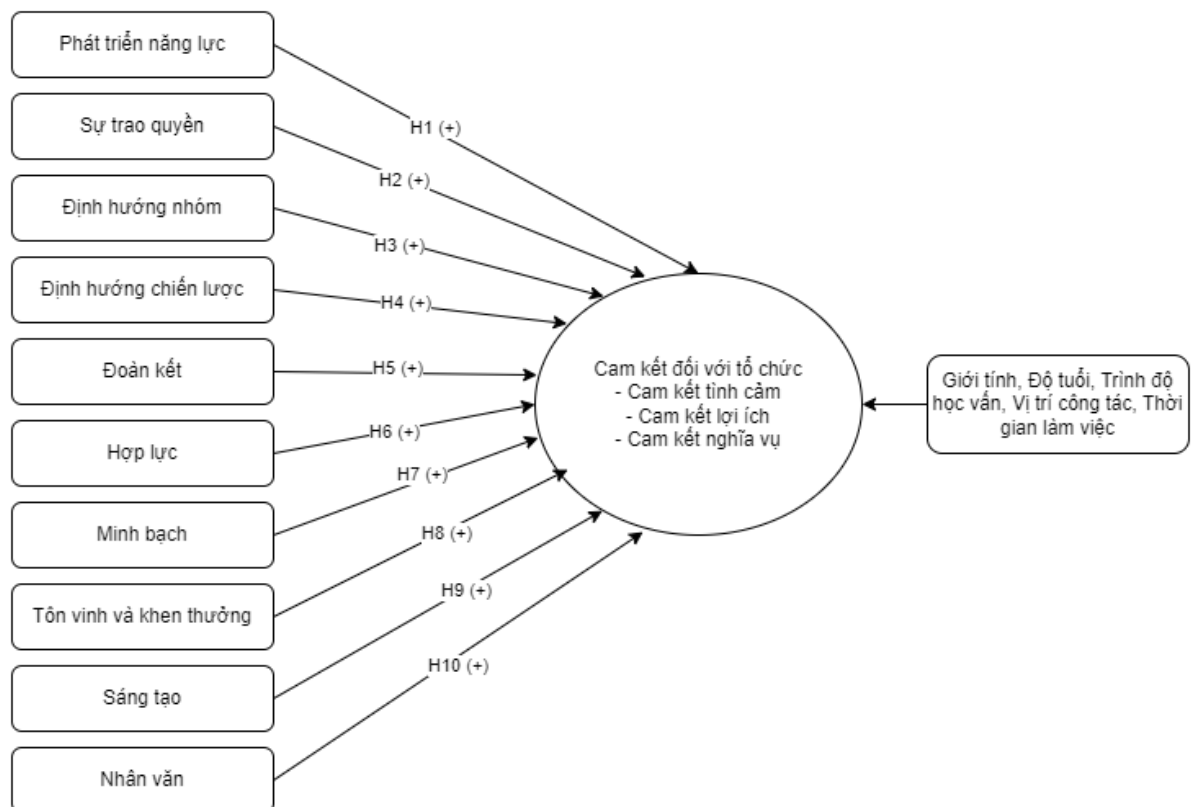 Phát triển năng lực
Sự trao quyền
Định hướng nhóm
Định hướng chiến lược
Đoàn kết
Hợp lực
Minh bạch
Tôn vinh và khen thưởng
Sáng tạo
Nhân văn
H1 (+)
H2 (+)
H3 (+)
H4 (+)
H5 (+)
H6 (+)
H7 (+)
H8 (+)
H9 (+)
H10 (+)
Cam kết đối với tổ chức
- Cam kết tình cảm
- Cam kết lợi ích
- Cam kết nghĩa vụ
Giới tính, Độ tuổi, Trình độ
học vấn, Vị trí công tác, Thời
gian làm việc